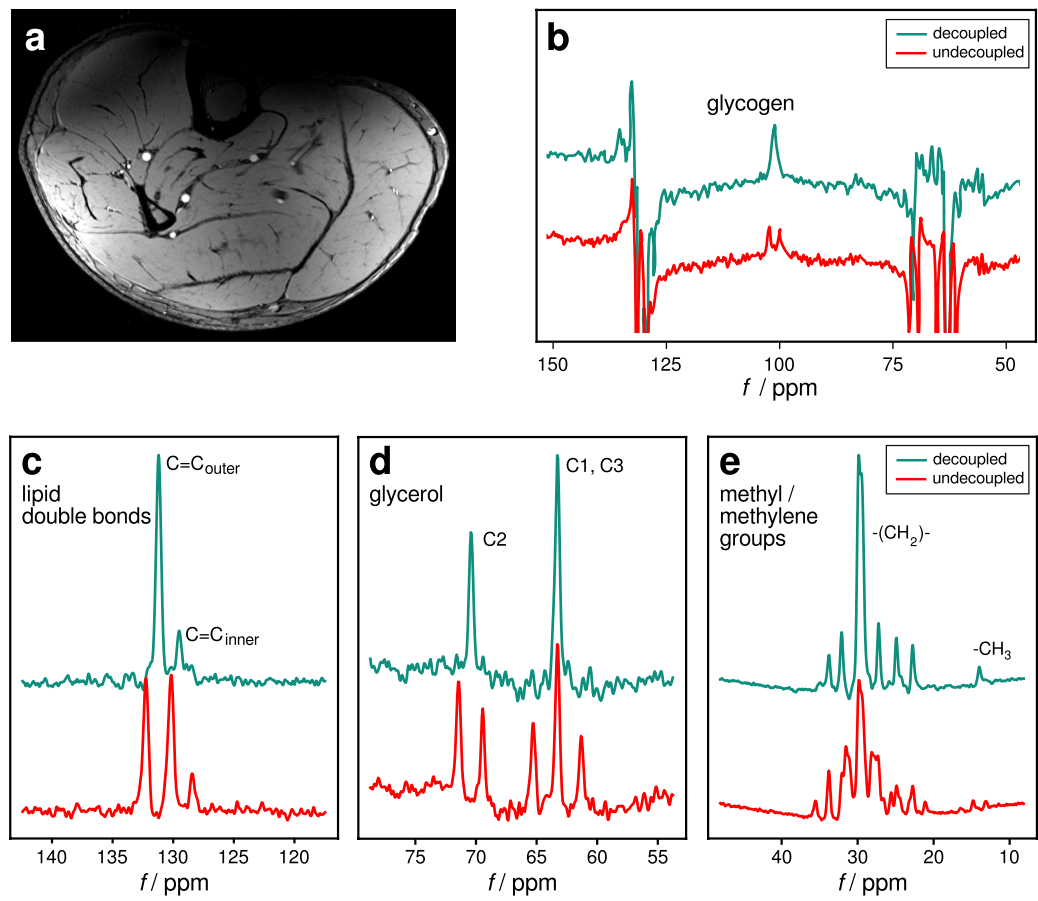 a
b
decoupled
undecoupled
glycogen
150 125 100 75 50
f / ppm
c
lipid
double bonds
C=Couter
C=Cinner
140 135 130 125 120
f / ppm
d
glycerol
C1, C3
C2
75 70 65 60 55
f / ppm
e
decoupled
undecoupled
methyl /
methylene
groups
-(CH2)-
-CH3
40 30 20 10
f / ppm